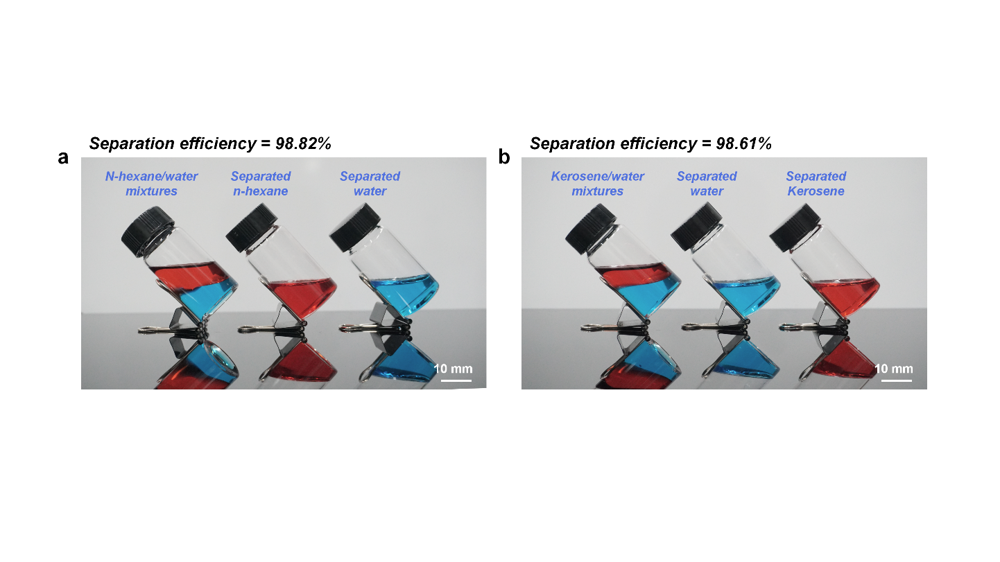 Separation efficiency = 98.82%
a
N-hexane/water
mixtures
Separated
n-hexane
Separated
water
10 mm
Separation efficiency = 98.61%
b
Kerosene/water
mixtures
Separated
water
Separated
Kerosene
10 mm